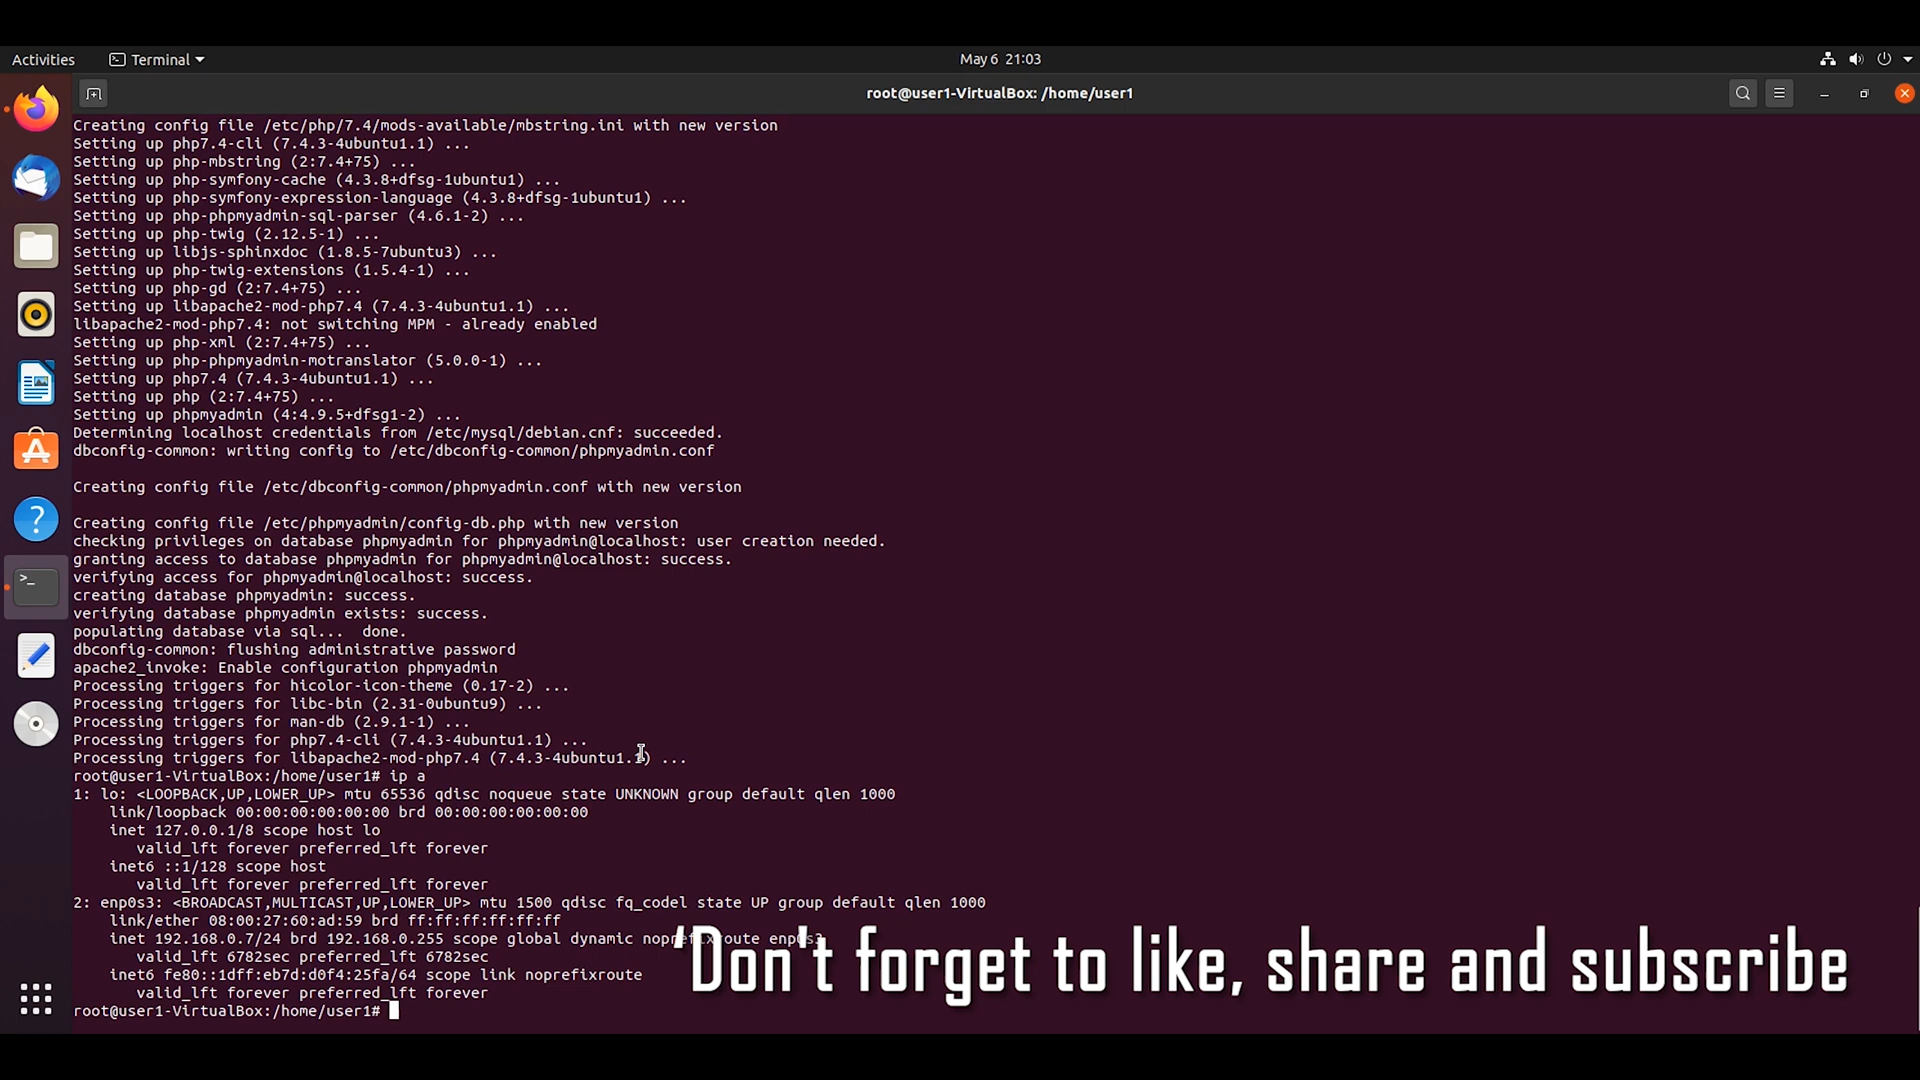 Activities
Terminal
May 6 21:03
root@user1-VirtualBox: /home/user1
Creating config file /etc/php/7.4/mods-available/mbstring.ini with new version
Setting up php7.4-cli (7.4.3-4ubuntu1.1) ...
Setting up php-mbstring (2:7.4+75) ...
Setting up php-symfony-cache (4.3.8+dfsg-1ubuntu1) ...
Setting up php-symfony-expression-language (4.3.8+dfsg-1ubuntu1) ...
Setting up php-phpmyadmin-sql-parser (4.6.1-2) ...
Setting up php-twig (2.12.5-1) ...
Setting up libjs-sphinxdoc (1.8.5-7ubuntu3) ...
Setting up php-twig-extensions (1.5.4-1) ...
Setting up php-gd (2:7.4+75) ...
Setting up libapache2-mod-php7.4 (7.4.3-4ubuntu1.1) ...
libapache2-mod-php7.4: not switching MPM - already enabled
Setting up php-xml (2:7.4+75) ...
Setting up php-phpmyadmin-motranslator (5.0.0-1) ...
Setting up php7.4 (7.4.3-4ubuntu1.1) ...
Setting up php (2:7.4+75) ...
Setting up phpmyadmin (4:4.9.5+dfsg1-2) ...
Determining localhost credentials from /etc/mysql/debian.cnf: succeeded.
dbconfig-common: writing config to /etc/dbconfig-common/phpmyadmin.conf
Creating config file /etc/dbconfig-common/phpmyadmin.conf with new version
Creating config file /etc/phpmyadmin/config-db.php with new version
checking privileges on database phpmyadmin for phpmyadmin@localhost: user creation needed.
granting access to database phpmyadmin for phpmyadmin@localhost: success.
verifying access for phpmyadmin@localhost: success.
creating database phpmyadmin: success.
verifying database phpmyadmin exists: success.
populating database via sql...  done.
dbconfig-common: flushing administrative password
apache2_invoke: Enable configuration phpmyadmin
Processing triggers for hicolor-icon-theme (0.17-2) ...
Processing triggers for libc-bin (2.31-0ubuntu9) ...
Processing triggers for man-db (2.9.1-1) ...
Processing triggers for php7.4-cli (7.4.3-4ubuntu1.1) ...
Processing triggers for libapache2-mod-php7.4 (7.4.3-4ubuntu1.1) ...
root@user1-VirtualBox:/home/user1# ip a
1: lo: <LOOPBACK,UP,LOWER_UP> mtu 65536 qdisc noqueue state UNKNOWN group default qlen 1000
link/loopback 00:00:00:00:00:00 brd 00:00:00:00:00:00
inet 127.0.0.1/8 scope host lo
valid_lft forever preferred_lft forever
inet6 ::1/128 scope host
valid_lft forever preferred_lft forever
2: enp0s3: <BROADCAST,MULTICAST,UP,LOWER_UP> mtu 1500 qdisc fq_codel state UP group default qlen 1000
link/ether 08:00:27:60:ad:59 brd ff:ff:ff:ff:ff:ff
inet 192.168.0.7/24 brd 192.168.0.255 scope global dynamic noprefixroute enp0s3
valid_lft 6782sec preferred_lft 6782sec
inet6 fe80::1dff:eb7d:d0f4:25fa/64 scope link noprefixroute
valid_lft forever preferred_lft forever
root@user1-VirtualBox:/home/user1#
‘Don't forget to like, share and subscribe